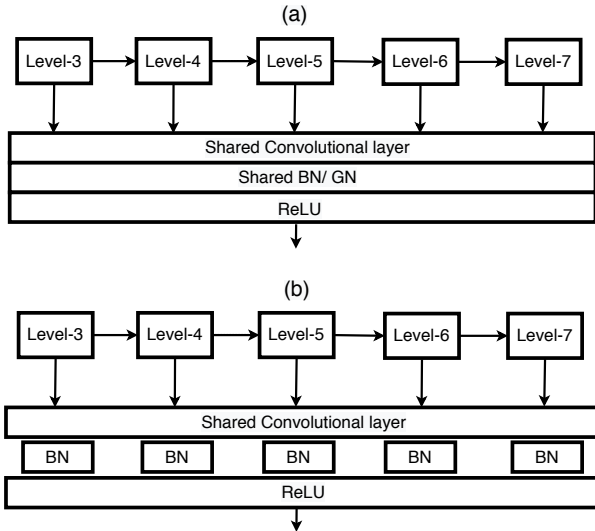 (a)
Level-3 Level-4 Level-5 Level-6 Level-7
Shared Convolutional layer
Shared BN/ GN
ReLU
(b)
Level-3 Level-4 Level-5 Level-6 Level-7
Shared Convolutional layer
BN BN BN BN BN
ReLU